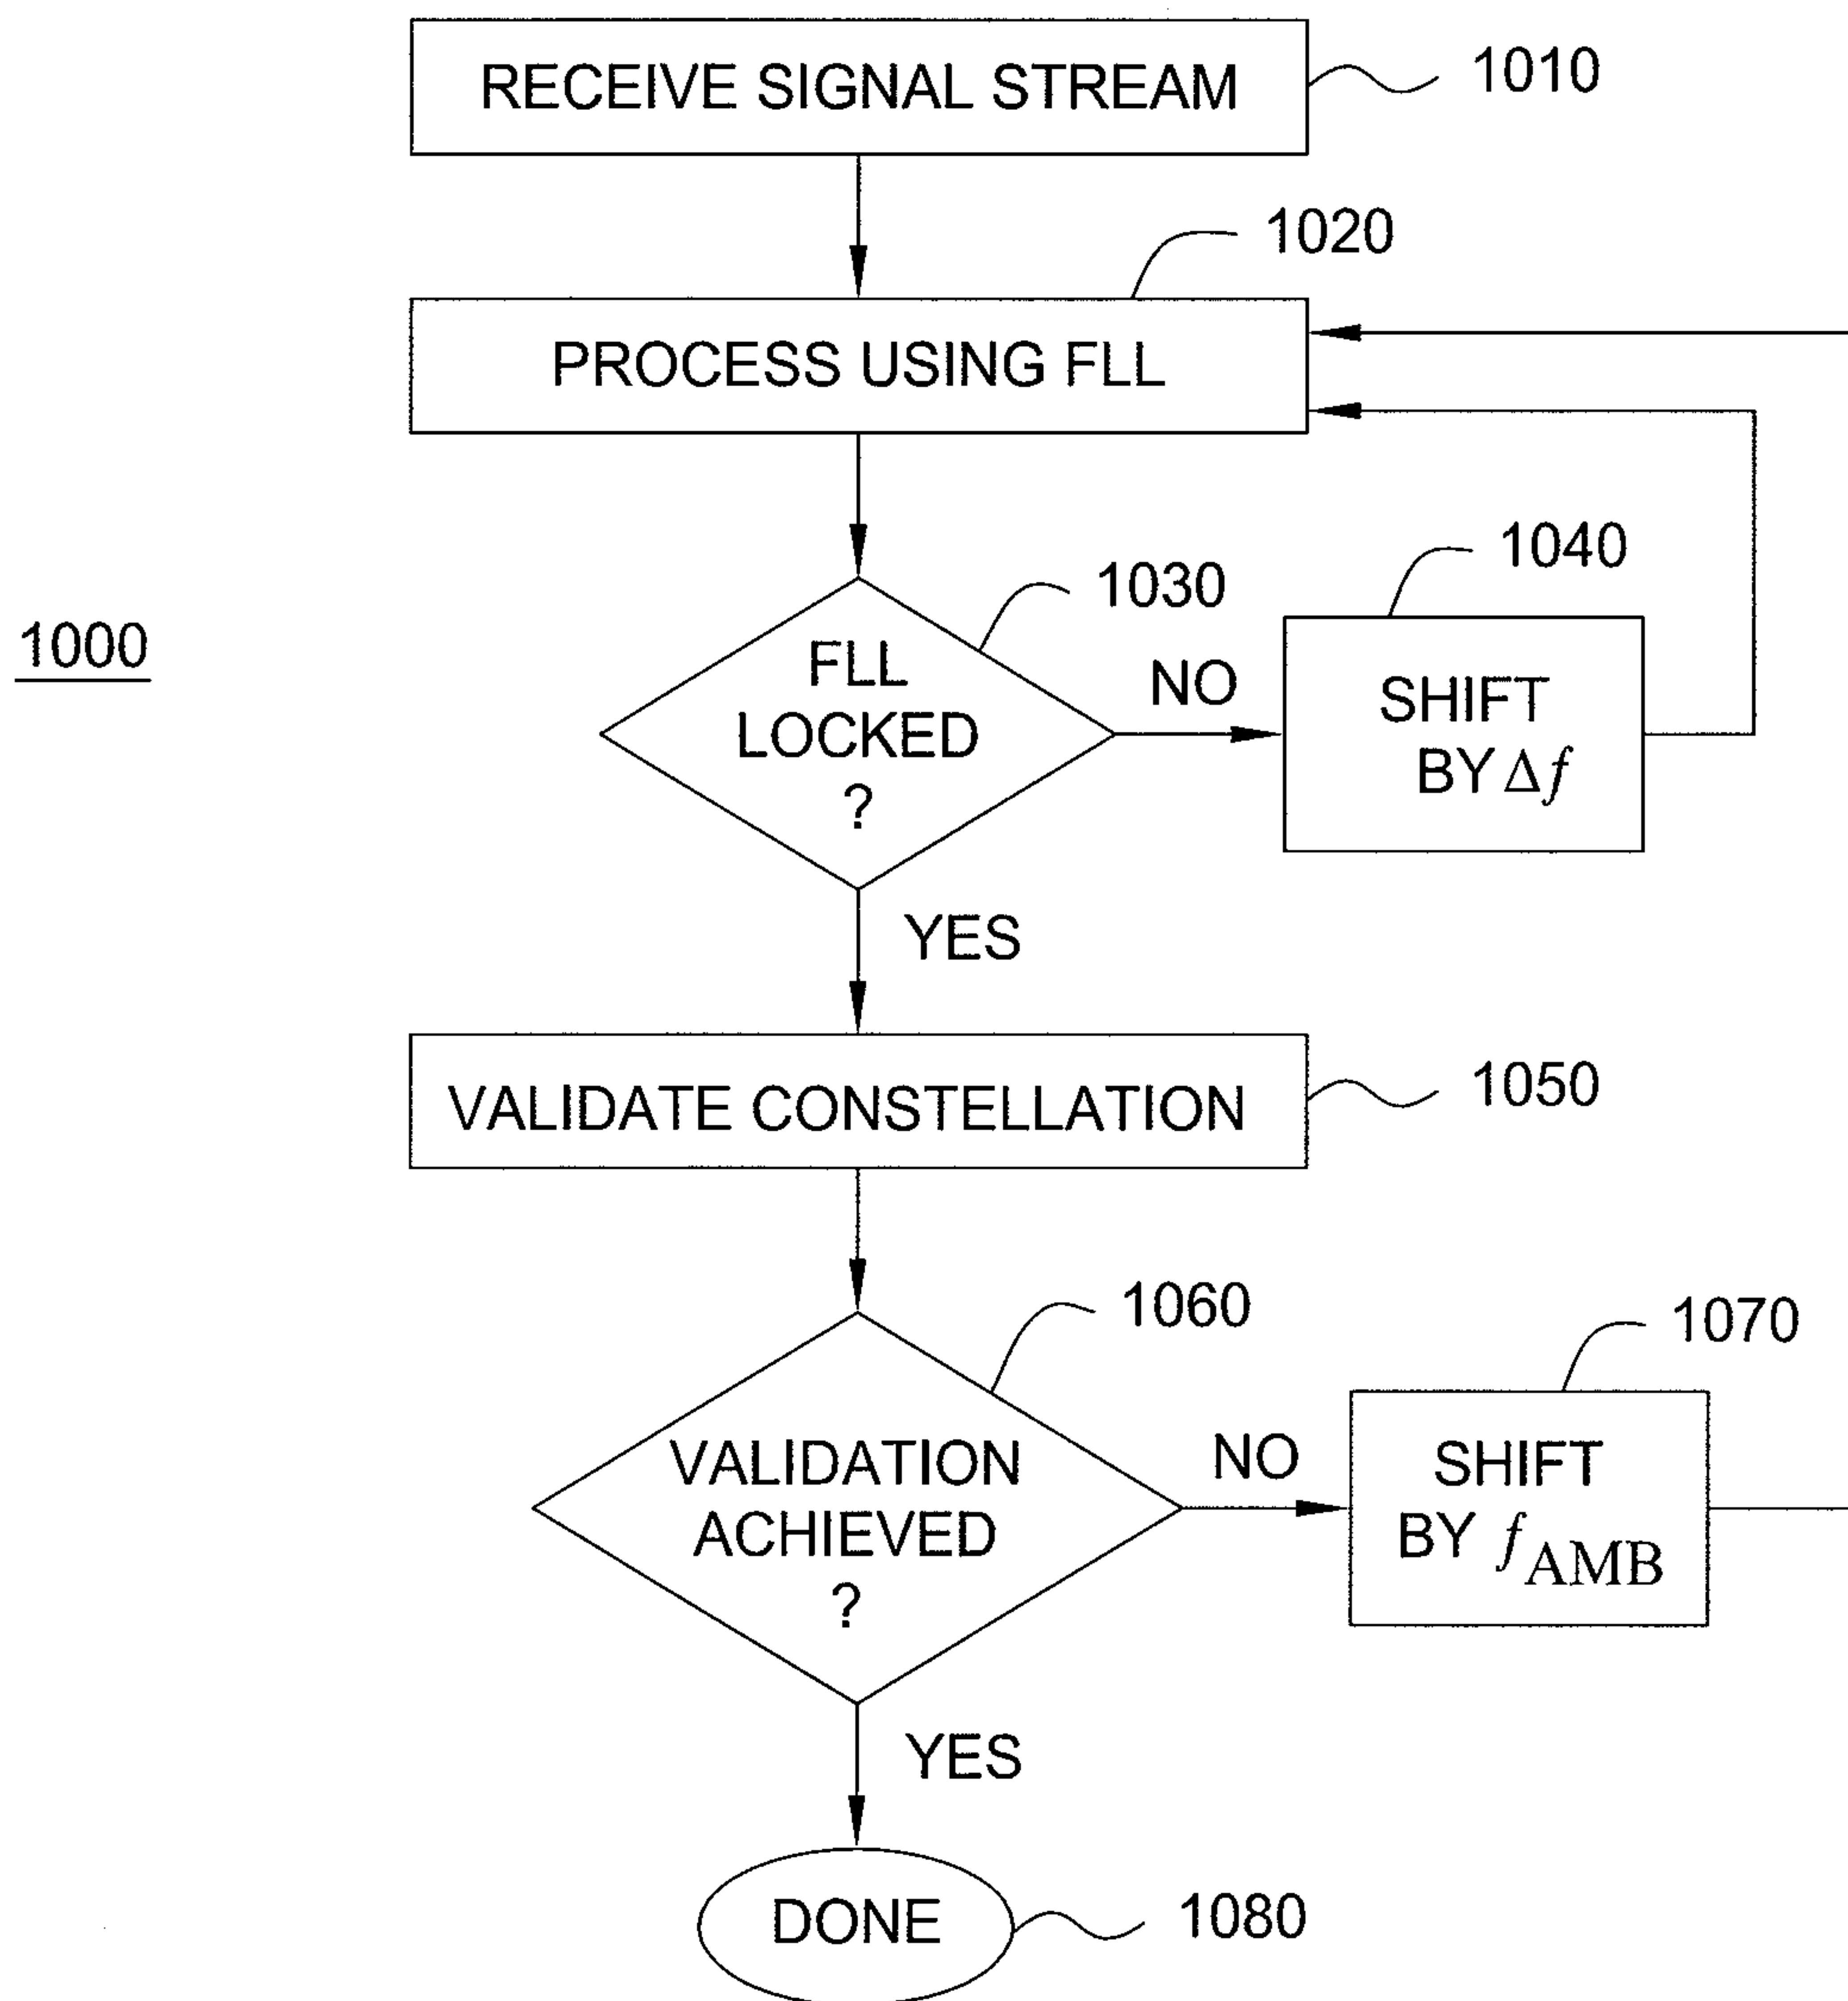 RECEIVE SIGNAL STREAM
1010
1020
PROCESS USING FLL
1040
1030
1000
FLL
LOCKED
?
NO
SHIFT
BY Δf
YES
VALIDATE CONSTELLATION
1050
1060
1070
VALIDATION
ACHIEVED
?
NO
SHIFT
BY f AMB
YES
DONE
1080